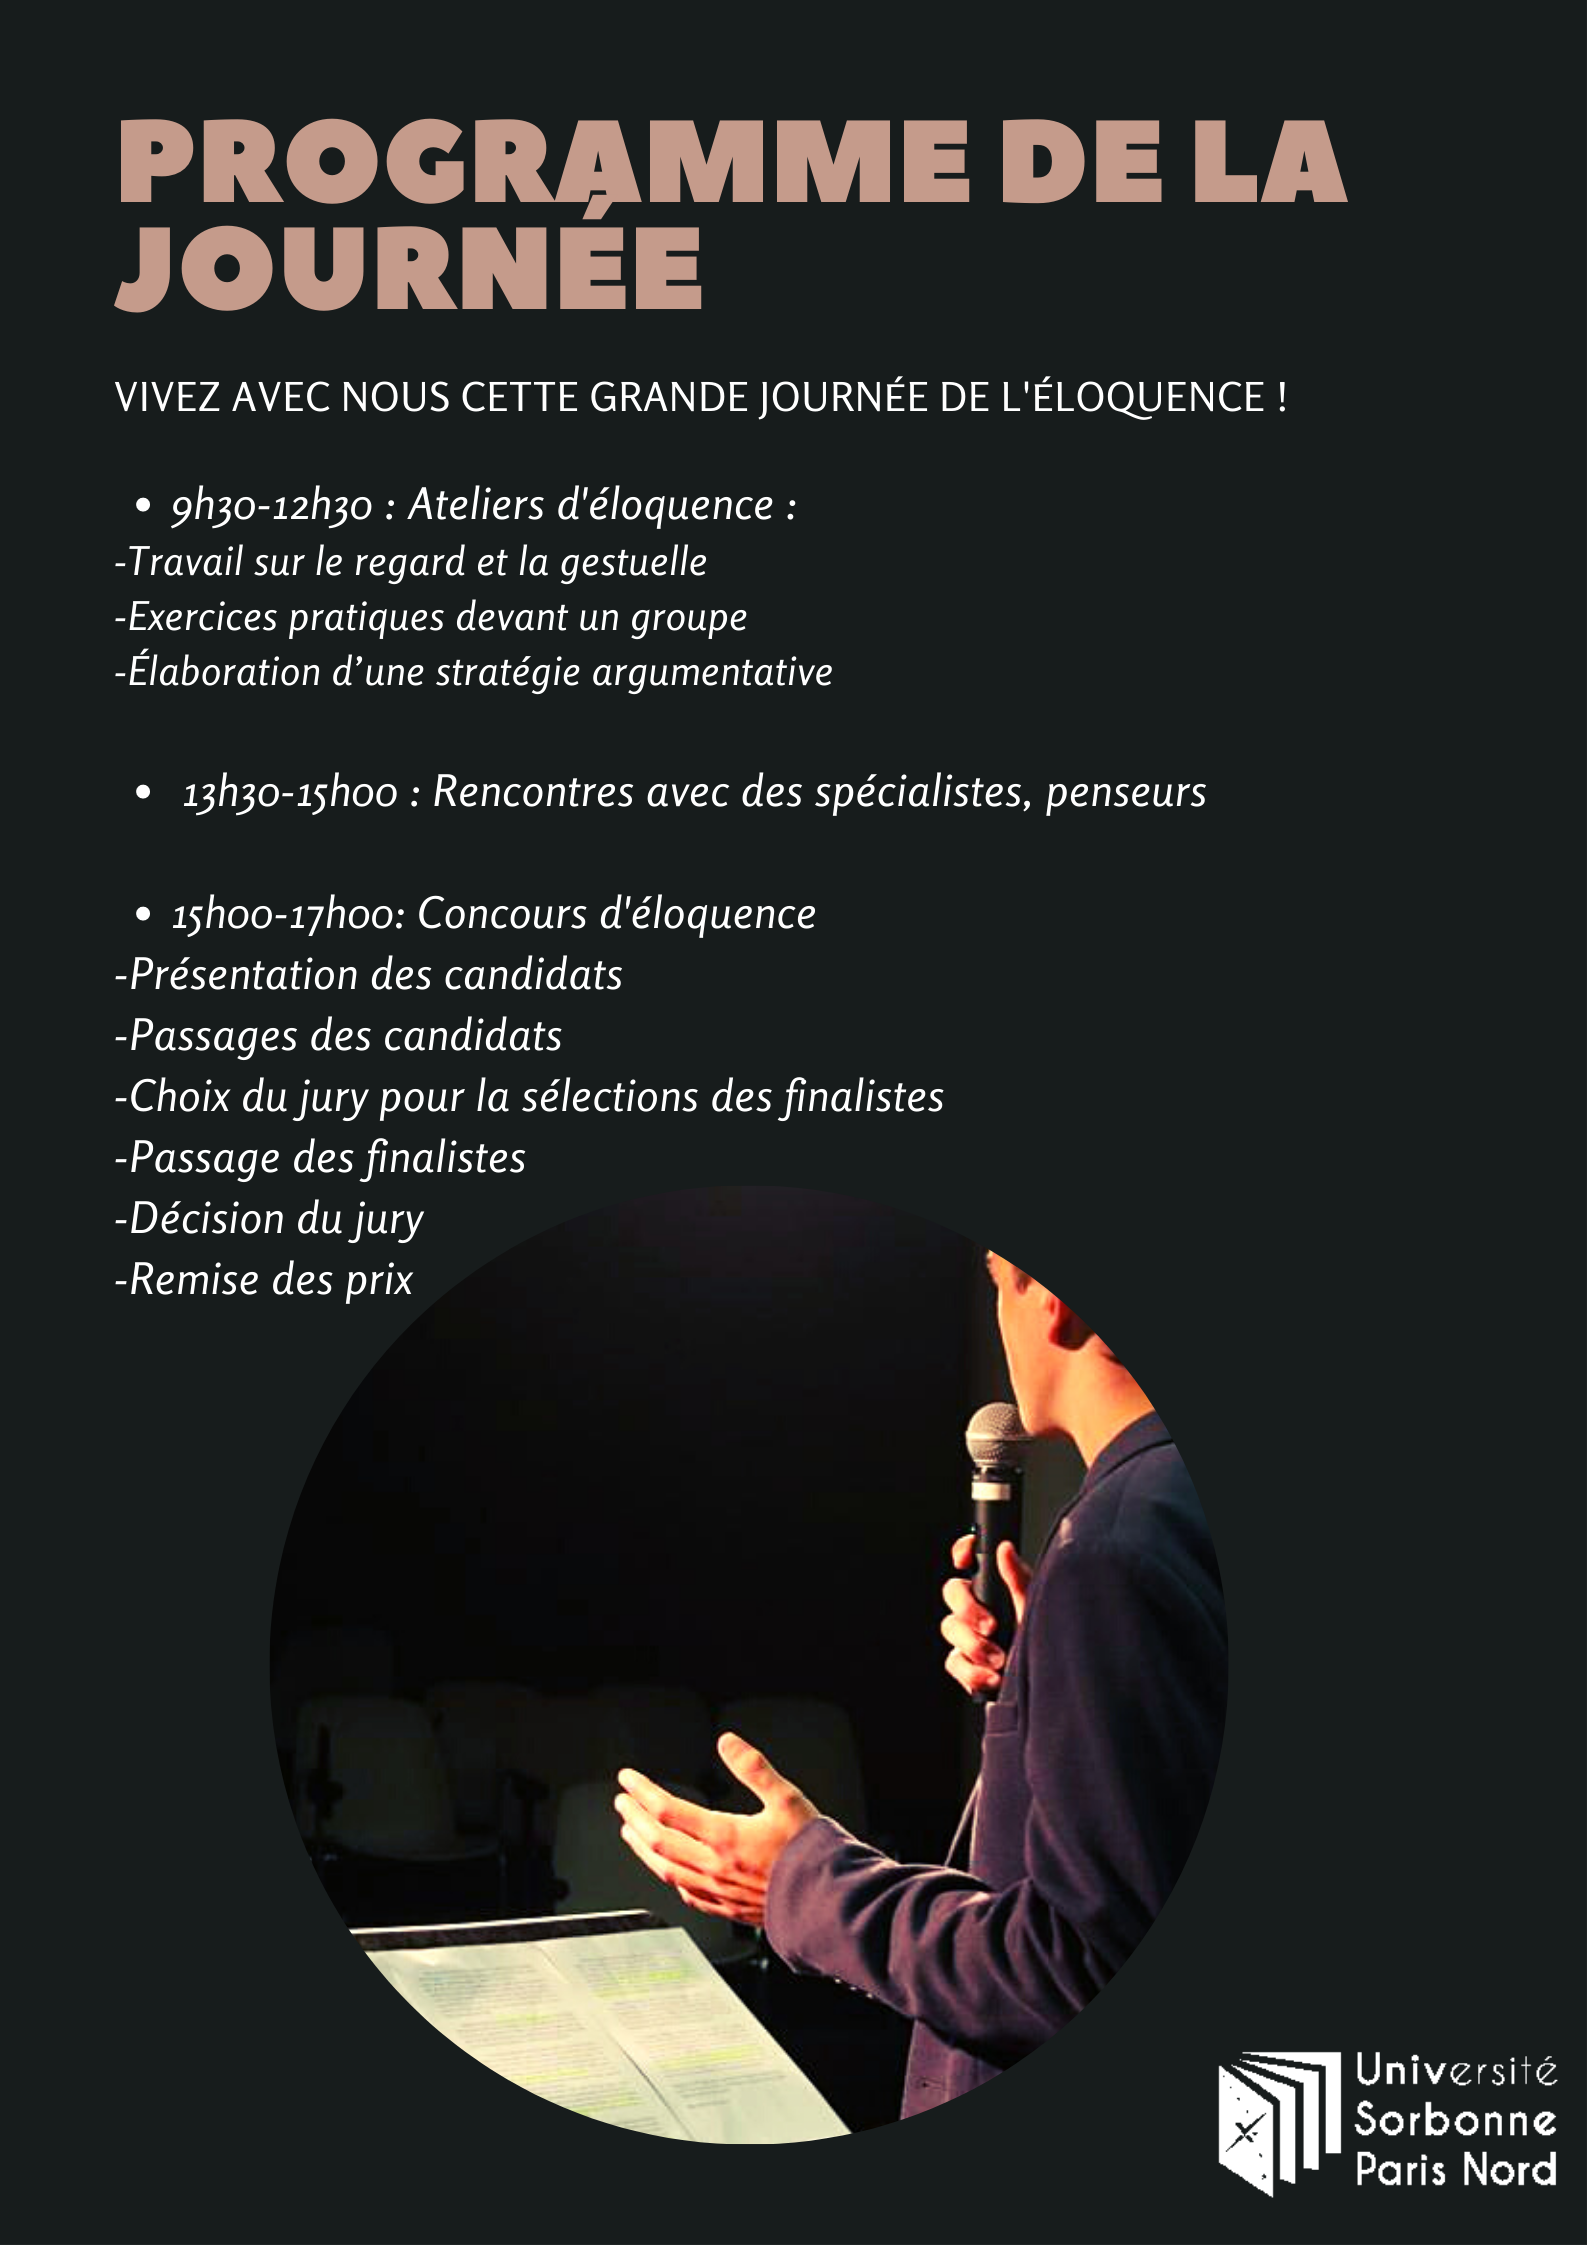 PROGRAMME DE LA
JOURNÉE
VIVEZ AVEC NOUS CETTE GRANDE JOURNÉE DE L'ÉLOQUENCE !
• 9h30-12h30 : Ateliers d'éloquence :
-Travail sur le regard et la gestuelle
-Exercices pratiques devant un groupe
-Élaboration d’une stratégie argumentative
• 13h30-15h00 : Rencontres avec des spécialistes, penseurs
• 15h00-17h00: Concours d'éloquence
-Présentation des candidats
-Passages des candidats
-Choix du jury pour la sélections des finalistes
-Passage des finalistes
-Décision du jury
-Remise des prix
Université
Sorbonne
Paris Nord